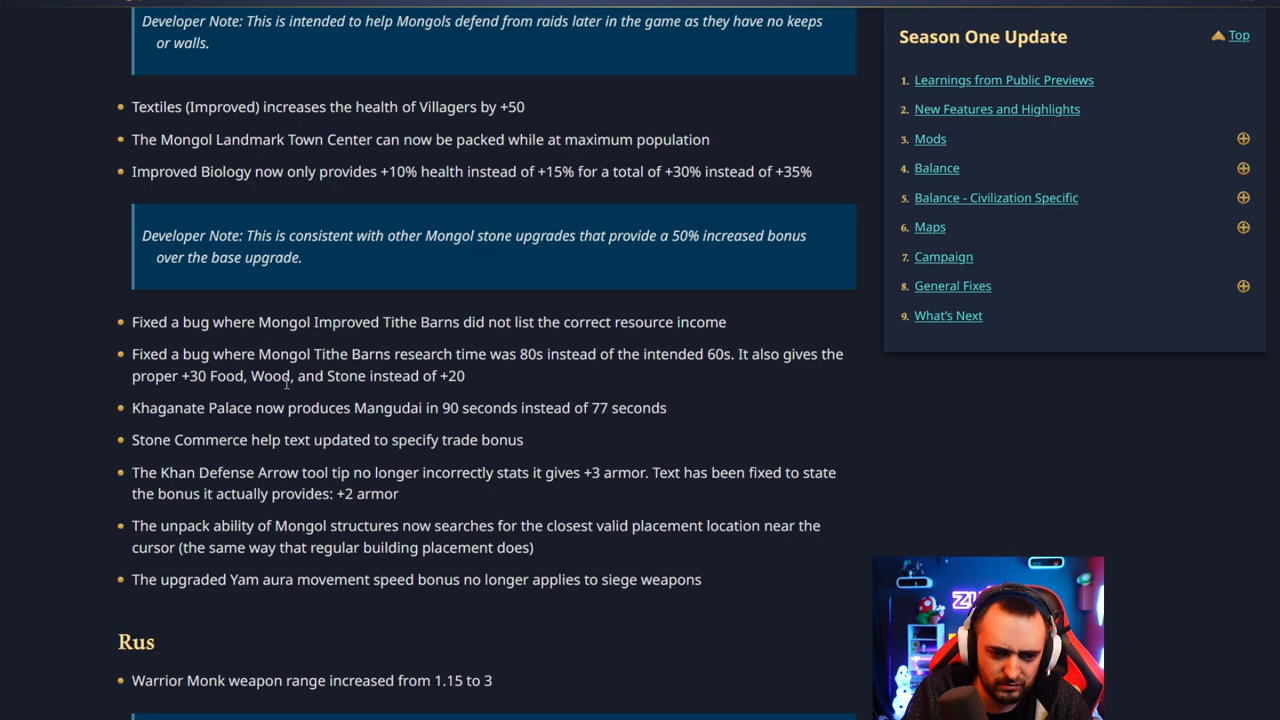 Developer Note: This is intended to help Mongols defend from raids later in the game as they have no keeps
or walls.
Textiles (Improved) increases the health of Villagers by +50
The Mongol Landmark Town Center can now be packed while at maximum population
Improved Biology now only provides +10% health instead of +15% for a total of +30% instead of +35%
Developer Note: This is consistent with other Mongol stone upgrades that provide a 50% increased bonus
over the base upgrade.
Fixed a bug where Mongol Improved Tithe Barns did not list the correct resource income
Fixed a bug where Mongol Tithe Barns research time was 80s instead of the intended 60s. It also gives the
proper +30 Food, Wood, and Stone instead of +20
Khaganate Palace now produces Mangudai in 90 seconds instead of 77 seconds
Stone Commerce help text updated to specify trade bonus
The Khan Defense Arrow tool tip no longer incorrectly stats it gives +3 armor. Text has been fixed to state
the bonus it actually provides: +2 armor
The unpack ability of Mongol structures now searches for the closest valid placement location near the
cursor (the same way that regular building placement does)
The upgraded Yam aura movement speed bonus no longer applies to siege weapons
Rus
Warrior Monk weapon range increased from 1.15 to 3
Season One Update
Top
1. Learnings from Public Previews
2. New Features and Highlights
3. Mods
4. Balance
5. Balance - Civilization Specific
6. Maps
7. Campaign
8. General Fixes
9. What's Next